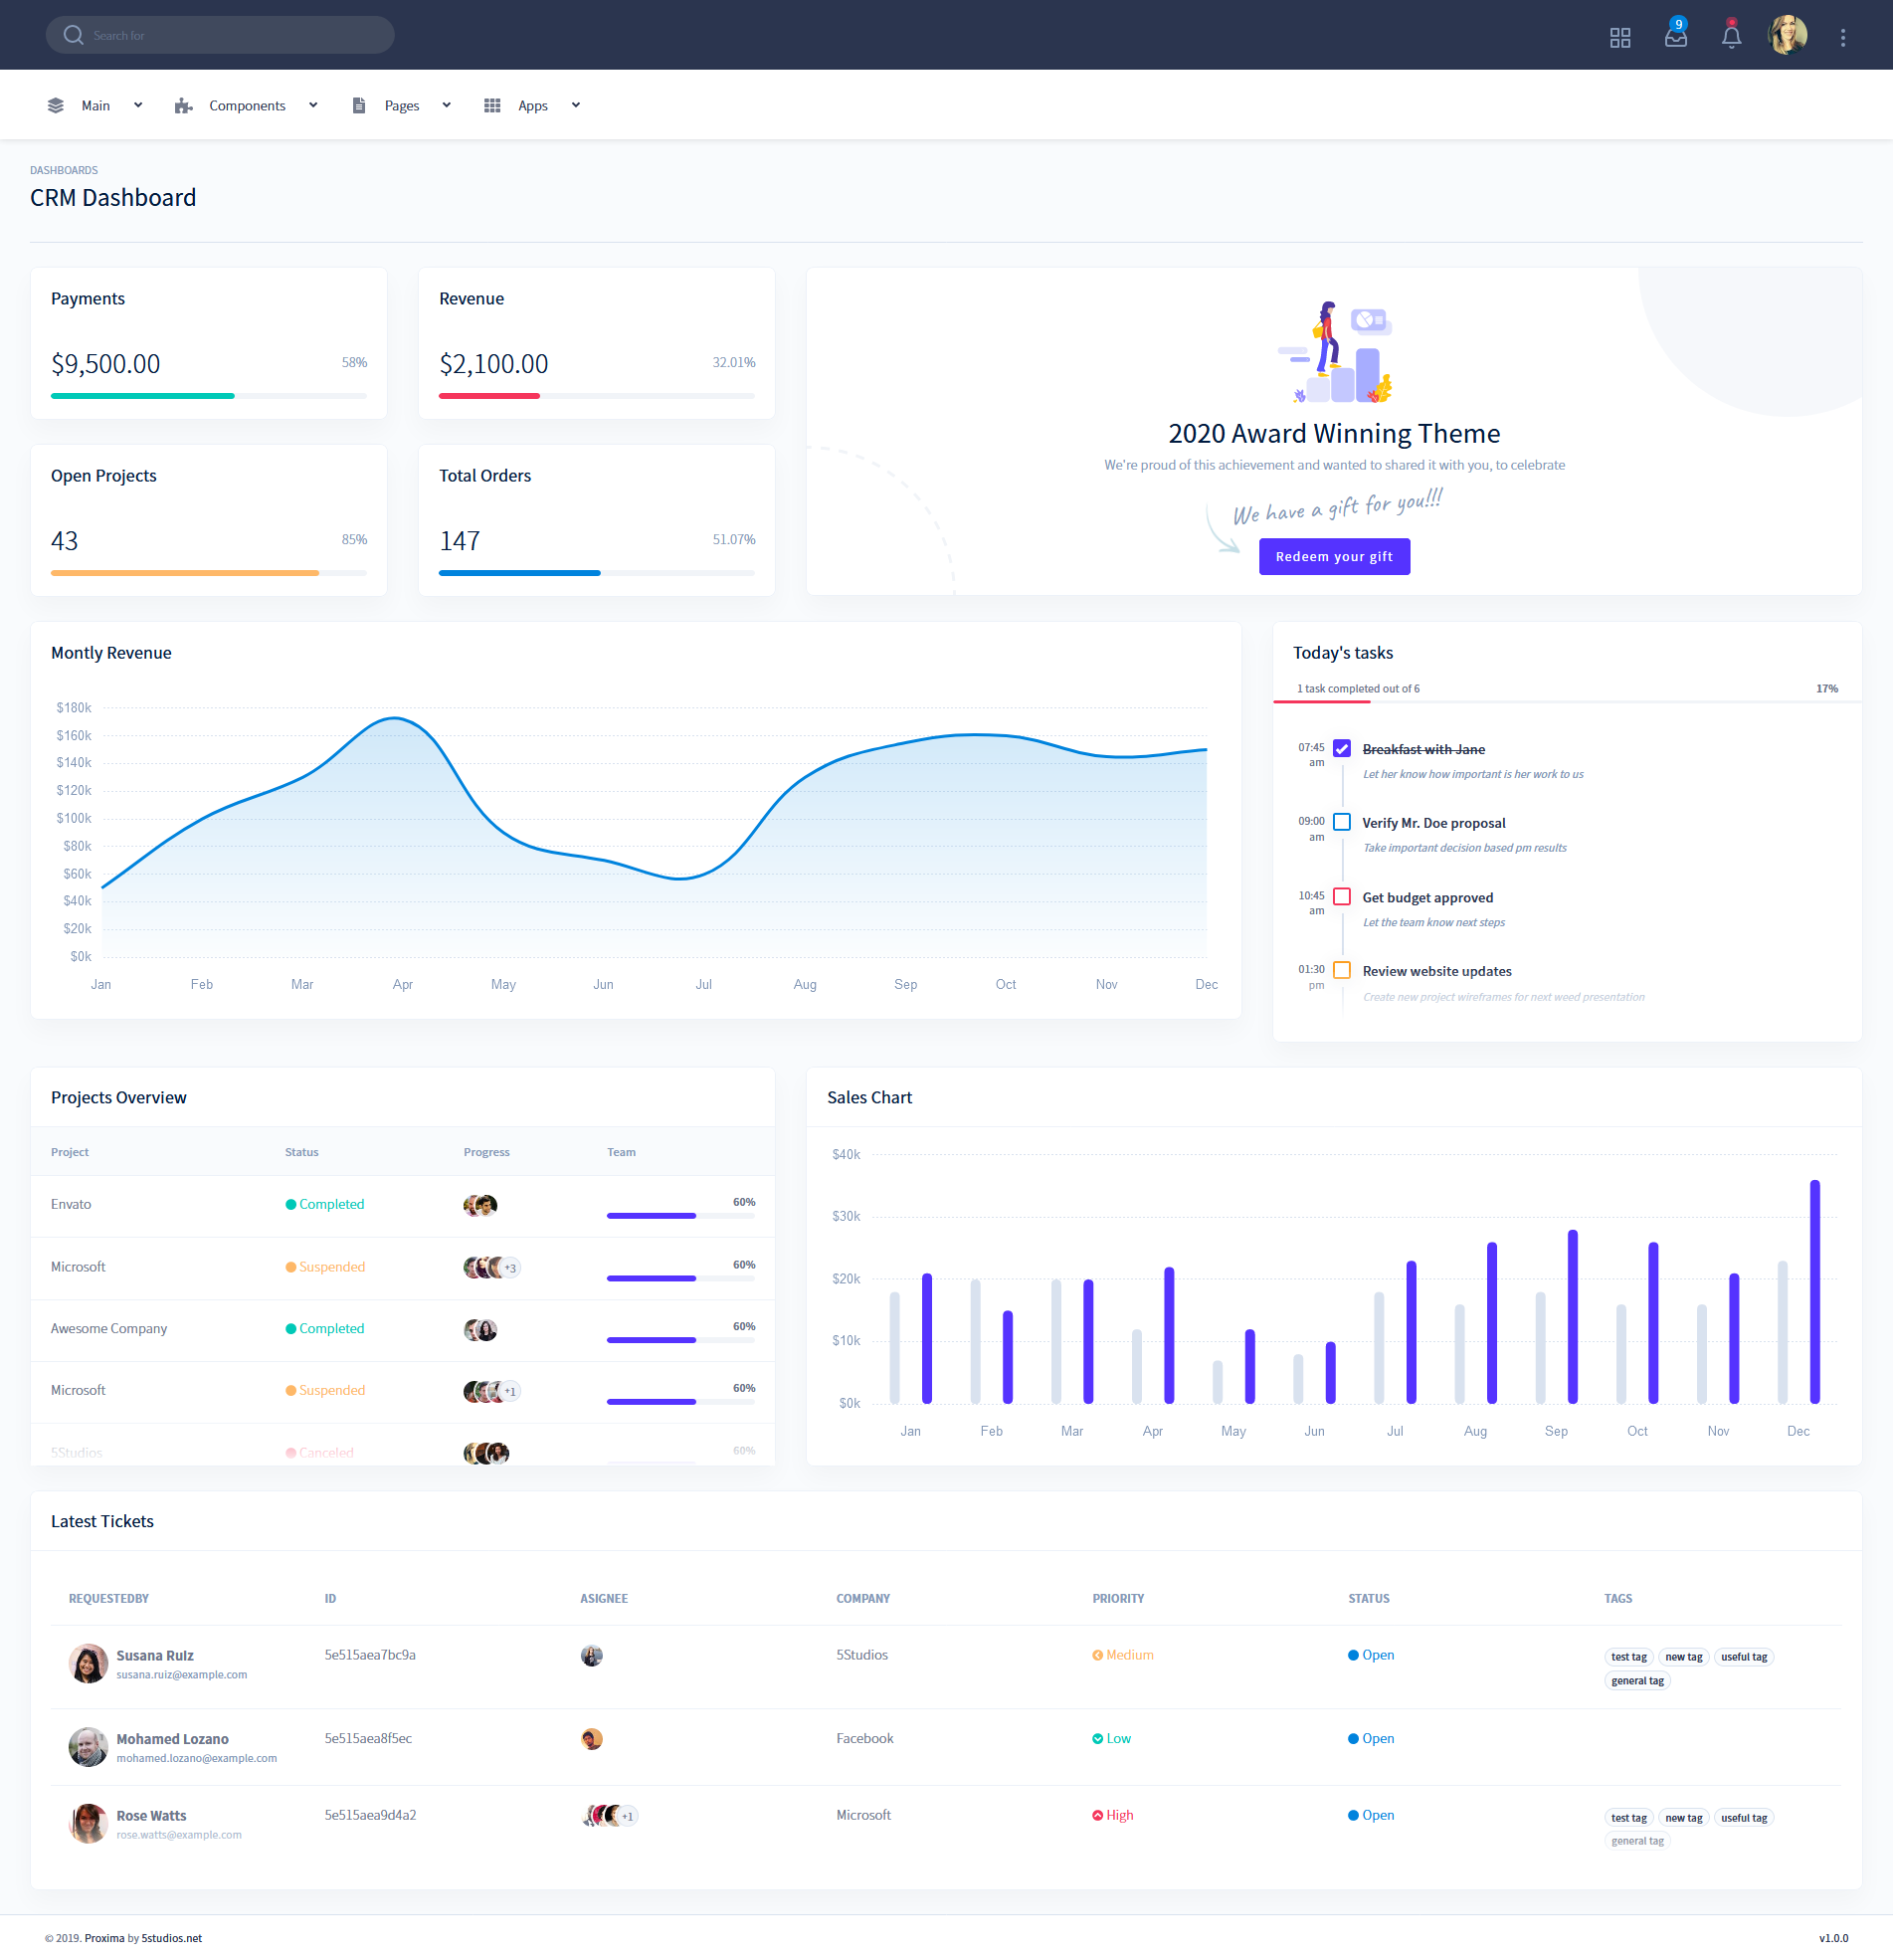 Search for
9
Main Components Pages Apps
DASHBOARDS
CRM Dashboard
Payments
$9,500.00 58%
Revenue
$2,100.00 32.01%
Open Projects
43 85%
Total Orders
147 51.07%
2020 Award Winning Theme
We're proud of this achievement and wanted to shared it with you, to celebrate
We have a gift for you!!!
Redeem your gift
Montly Revenue
$180k
$160k
$140k
$120k
$100k
$80k
$60k
$40k
$20k
$0k
Jan Feb Mar Apr May Jun Jul Aug Sep Oct Nov Dec
Today's tasks
1 task completed out of 6 17%
07:45 am Breakfast with Jane
Let her know how important is her work to us
09:00 am Verify Mr. Doe proposal
Take important decision based pm results
10:45 am Get budget approved
Let the team know next steps
01:30 pm Review website updates
Create new project wireframes for next weed presentation
Projects Overview
Project Status Progress Team
Envato Completed 60%
Microsoft Suspended +3 60%
Awesome Company Completed 60%
Microsoft Suspended +1 60%
5Studios Canceled 60%
Sales Chart
$40k
$30k
$20k
$10k
$0k
Jan Feb Mar Apr May Jun Jul Aug Sep Oct Nov Dec
Latest Tickets
REQUESTEDBY ID ASIGNEE COMPANY PRIORITY STATUS TAGS
Susana Ruiz 5e515aea7bc9a 5Studios Medium Open test tag new tag useful tag
susana.ruiz@example.com general tag
Mohamed Lozano 5e515aea8f5ec Facebook Low Open
mohamed.lozano@example.com
Rose Watts 5e515aea9d4a2 +1 Microsoft High Open test tag new tag useful tag
rose.watts@example.com general tag
© 2019. Proxima by 5studios.net v1.0.0